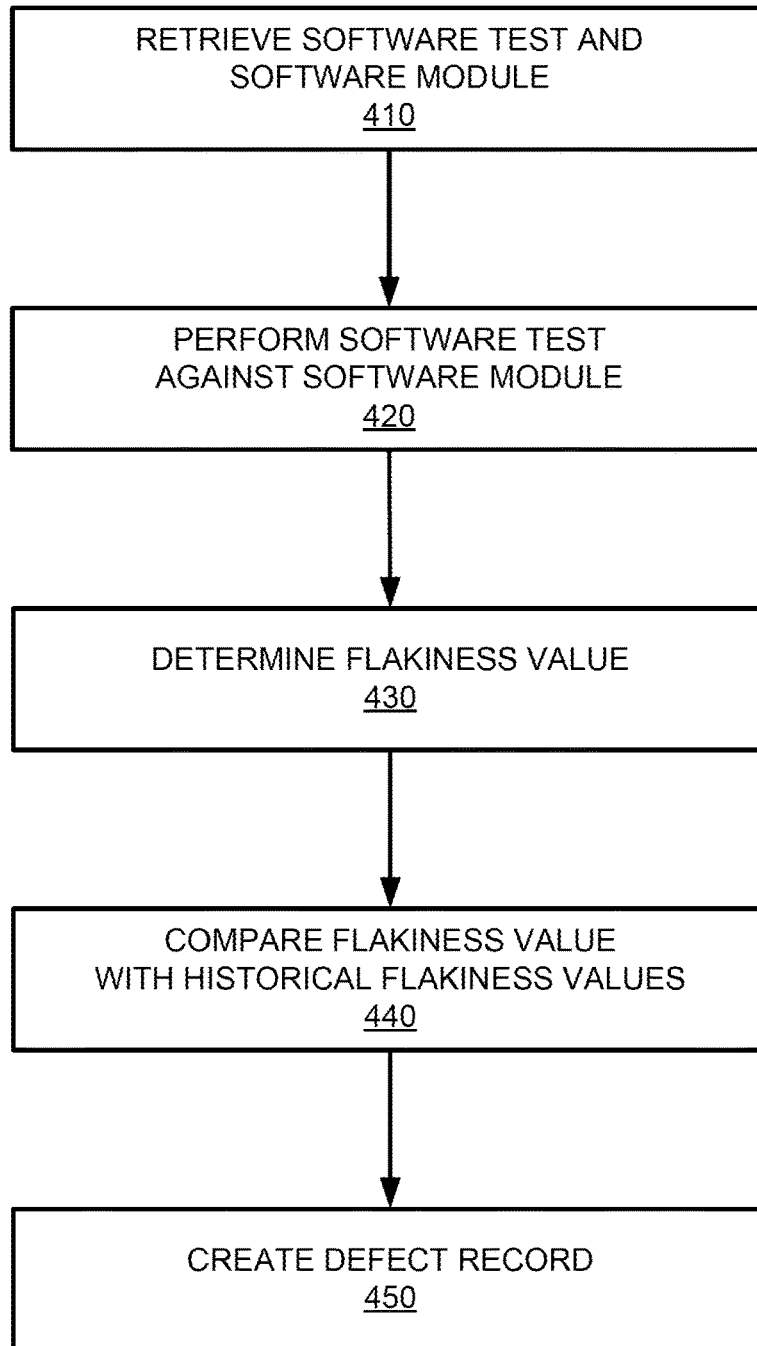 RETRIEVE SOFTWARE TEST AND
SOFTWARE MODULE
410
PERFORM SOFTWARE TEST
AGAINST SOFTWARE MODULE
420
DETERMINE FLAKINESS VALUE
430
COMPARE FLAKINESS VALUE
WITH HISTORICAL FLAKINESS VALUES
440
CREATE DEFECT RECORD
450